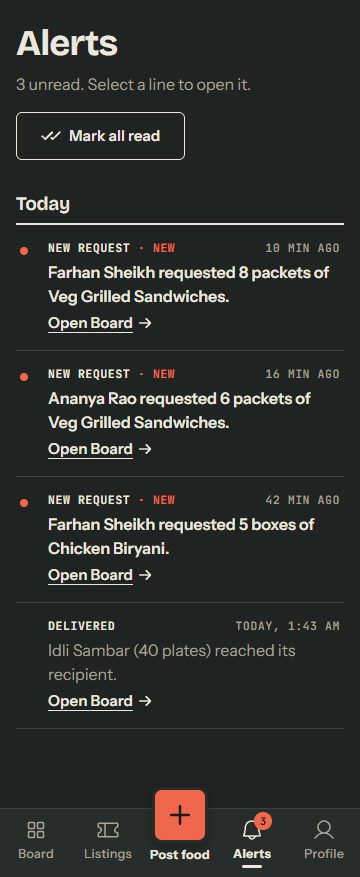 Alerts
3 unread. Select a line to open it.
Mark all read
Today
NEW REQUEST · NEW 10 MIN AGO
Farhan Sheikh requested 8 packets of
Veg Grilled Sandwiches.
Open Board →
NEW REQUEST · NEW 16 MIN AGO
Ananya Rao requested 6 packets of
Veg Grilled Sandwiches.
Open Board →
NEW REQUEST · NEW 42 MIN AGO
Farhan Sheikh requested 5 boxes of
Chicken Biryani.
Open Board →
DELIVERED TODAY, 1:43 AM
Idli Sambar (40 plates) reached its
recipient.
Open Board →
3
Board Listings Post food Alerts Profile